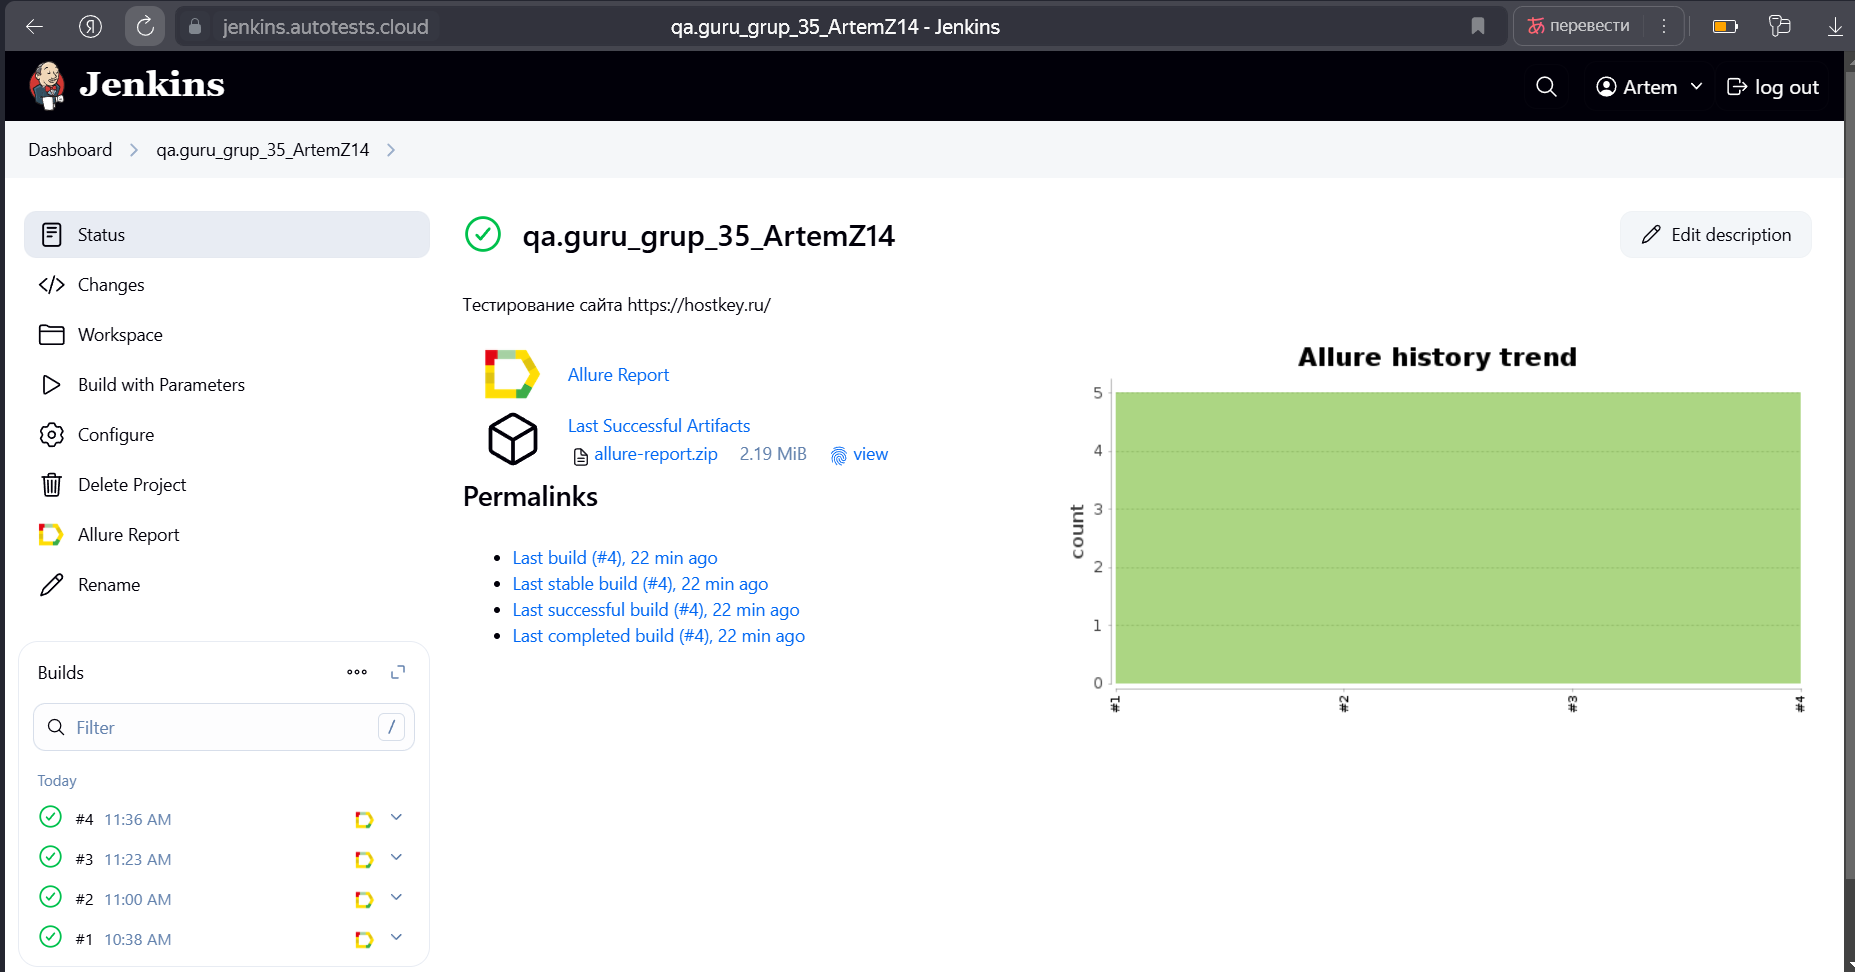 Я
jenkins.autotests.cloud
qa.guru_grup_35_ArtemZ14 - Jenkins
あ перевести
Jenkins
Artem
log out
Dashboard
qa.guru_grup_35_ArtemZ14
Status
Changes
Workspace
Build with Parameters
Configure
Delete Project
Allure Report
Rename
Builds
Filter
/
Today
#4 11:36 AM
#3 11:23 AM
#2 11:00 AM
#1 10:38 AM
qa.guru_grup_35_ArtemZ14
Edit description
Тестирование сайта https://hostkey.ru/
Allure Report
Last Successful Artifacts
allure-report.zip 2.19 MiB view
Permalinks
Last build (#4), 22 min ago
Last stable build (#4), 22 min ago
Last successful build (#4), 22 min ago
Last completed build (#4), 22 min ago
Allure history trend
count
5
4
3
2
1
0
#1
#2
#3
#4